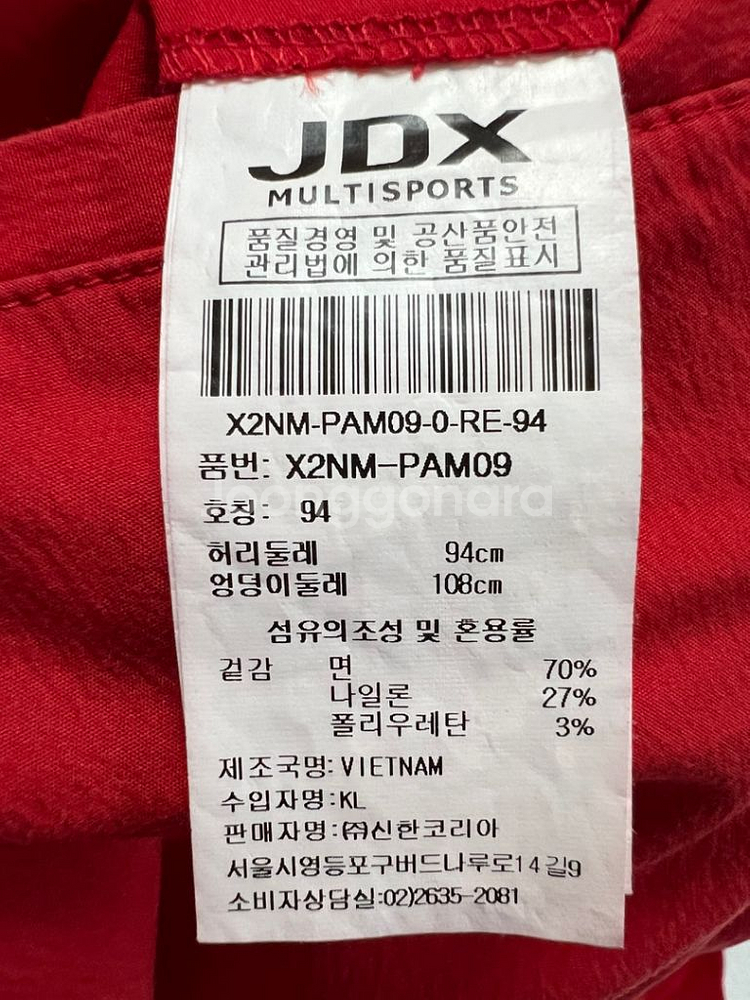 JDX
MULTISPORTS
품질경영 및 공산품안전
관리법에 의한 품질표시
X2NM-PAM09-0-RE-94
품번: X2NM-PAM09
joonggonara
호칭: 94
허리둘레 94cm
엉덩이둘레 108cm
섬유의조성 및 혼용률
겉감 면 70%
나일론 27%
폴리우레탄 3%
제조국명:VIETNAM
수입자명:KL
판매자명:㈜신한코리아
서울시영등포구버드나루로14길9
소비자상담실:02)2635-2081